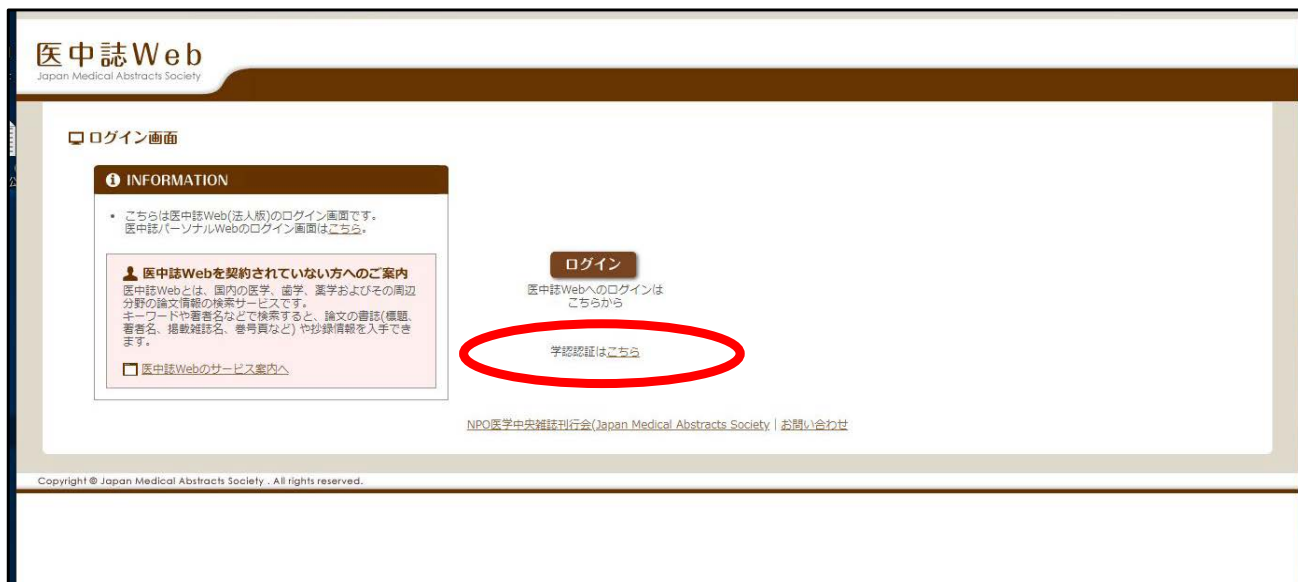 医中誌Web
Japan Medical Abstracts Society
ログイン画面
INFORMATION
• こちらは医中誌Web(法人版)のログイン画面です。
医中誌パーソナルWebのログイン画面はこちら。
医中誌Webを契約されていない方へのご案内
医中誌Webとは、国内の医学、歯学、薬学およびその周辺
分野の論文情報の検索サービスです。
キーワードや著者名などで検索すると、論文の書誌(標題、
著者名、掲載雑誌名、巻号頁など) や抄録情報を入手でき
ます。
医中誌Webのサービス案内へ
ログイン
医中誌Webへのログインは
こちらから
学認認証はこちら
NPO医学中央雑誌刊行会(Japan Medical Abstracts Society | お問い合わせ
Copyright © Japan Medical Abstracts Society . All rights reserved.